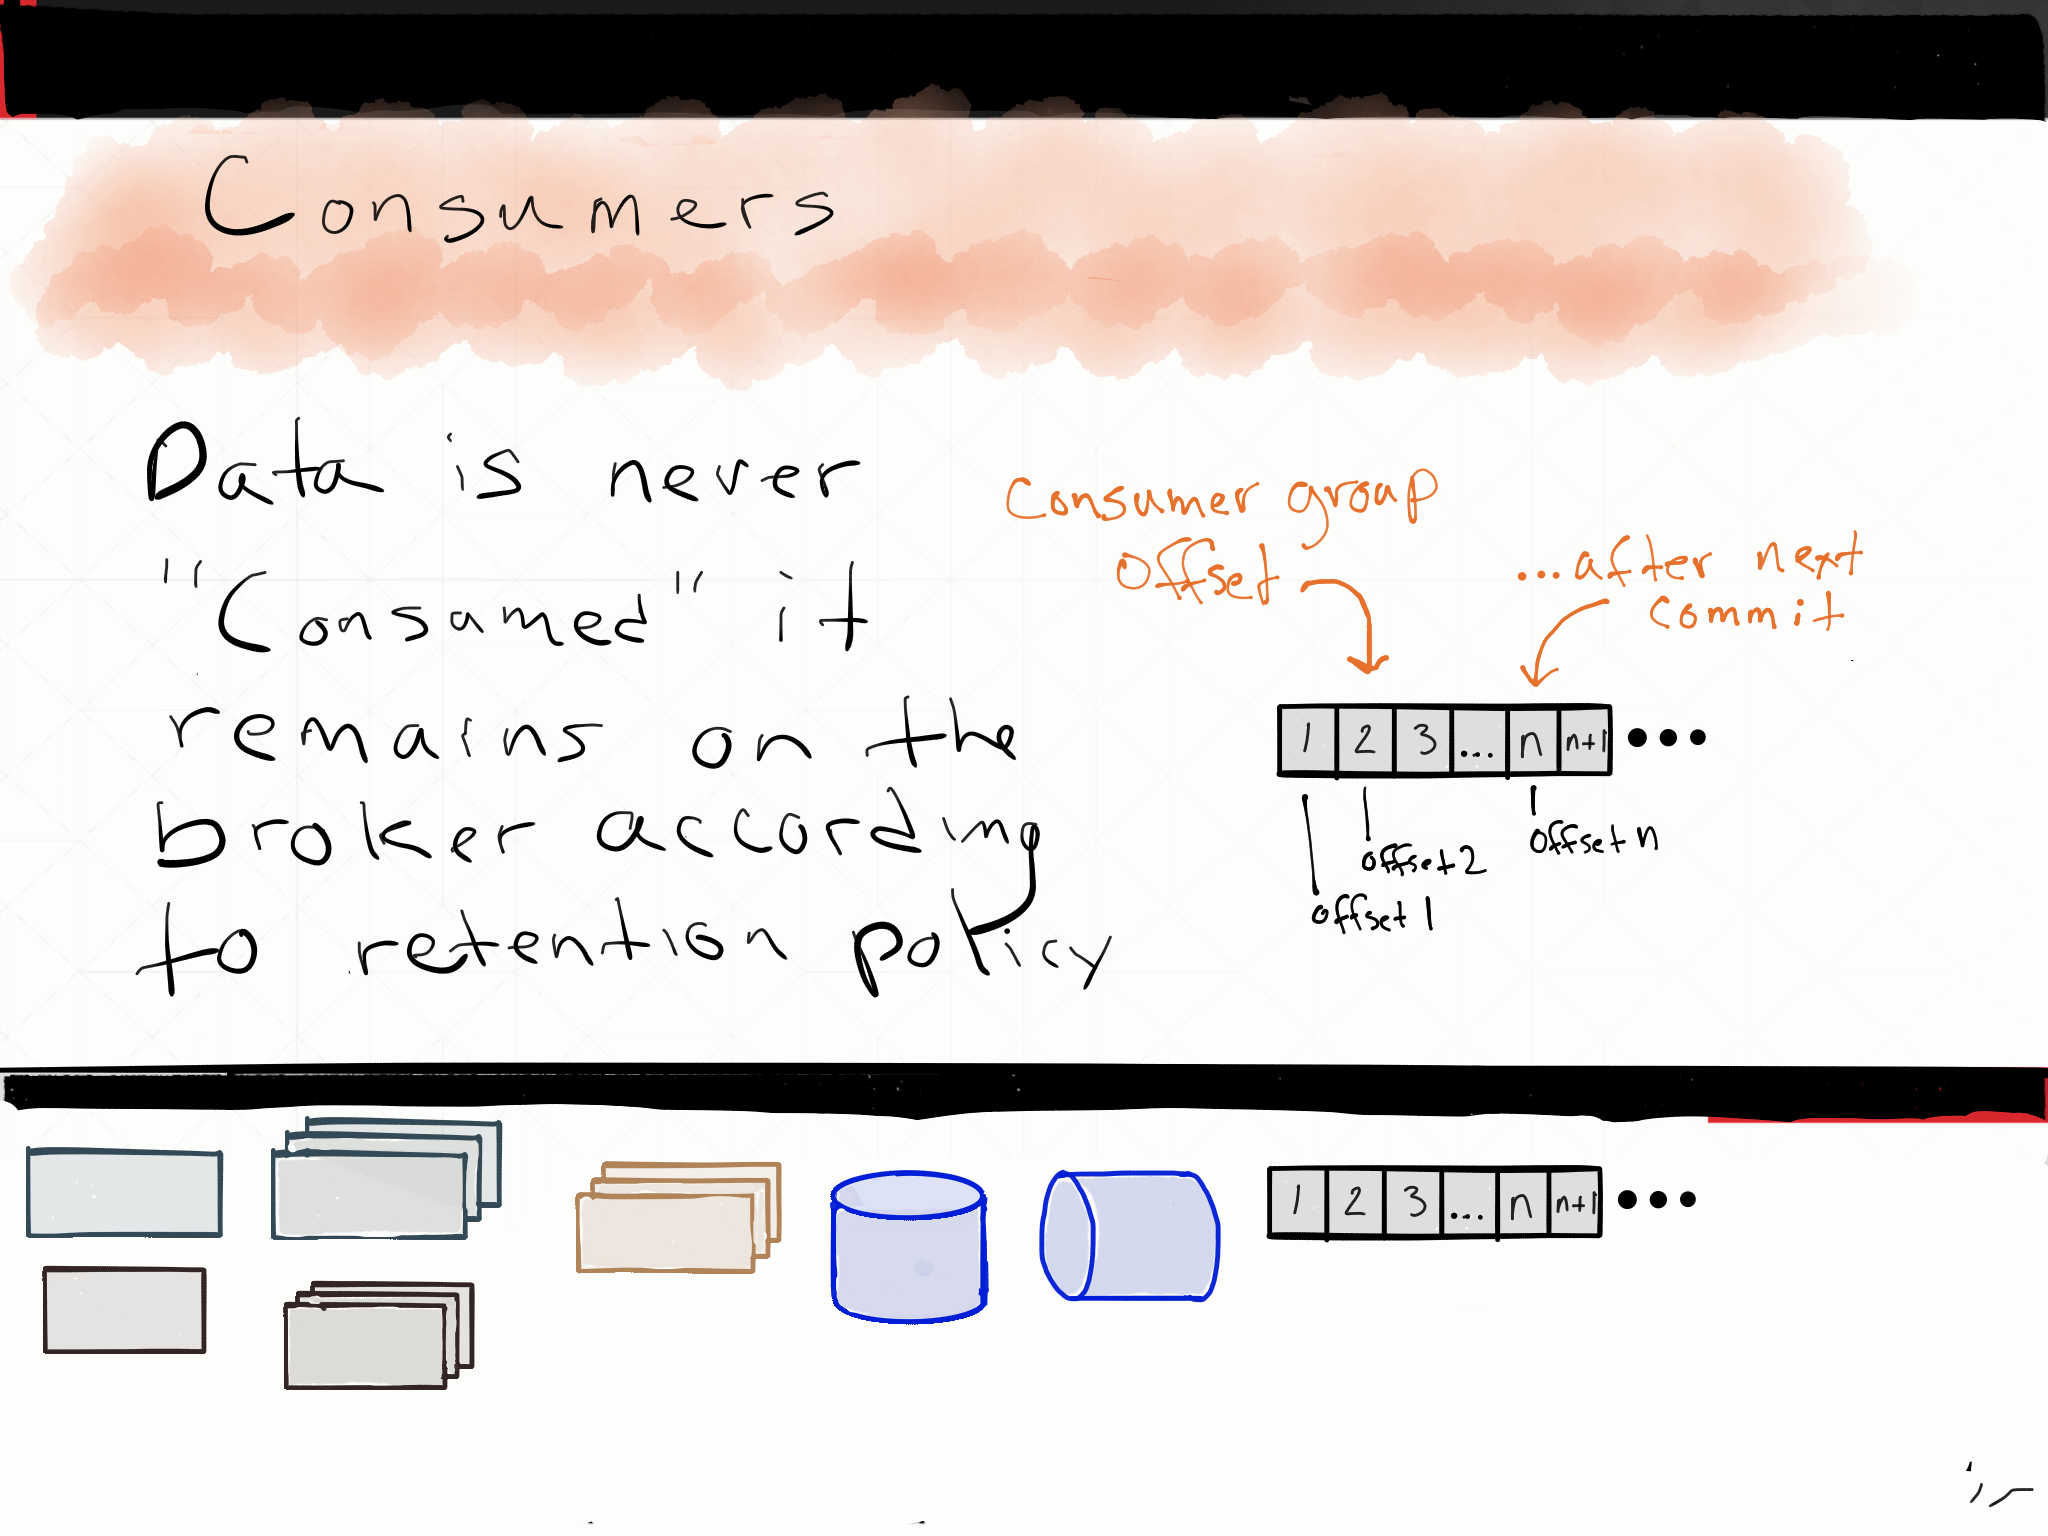 Consumers
Data is never
"Consumed" it
remains on the
broker according
to retention policy
Consumer group
offset
...after next
commit
1 2 3 ... n n+1 •••
offset 1
offset 2
offset n
1 2 3 ... n n+1 •••